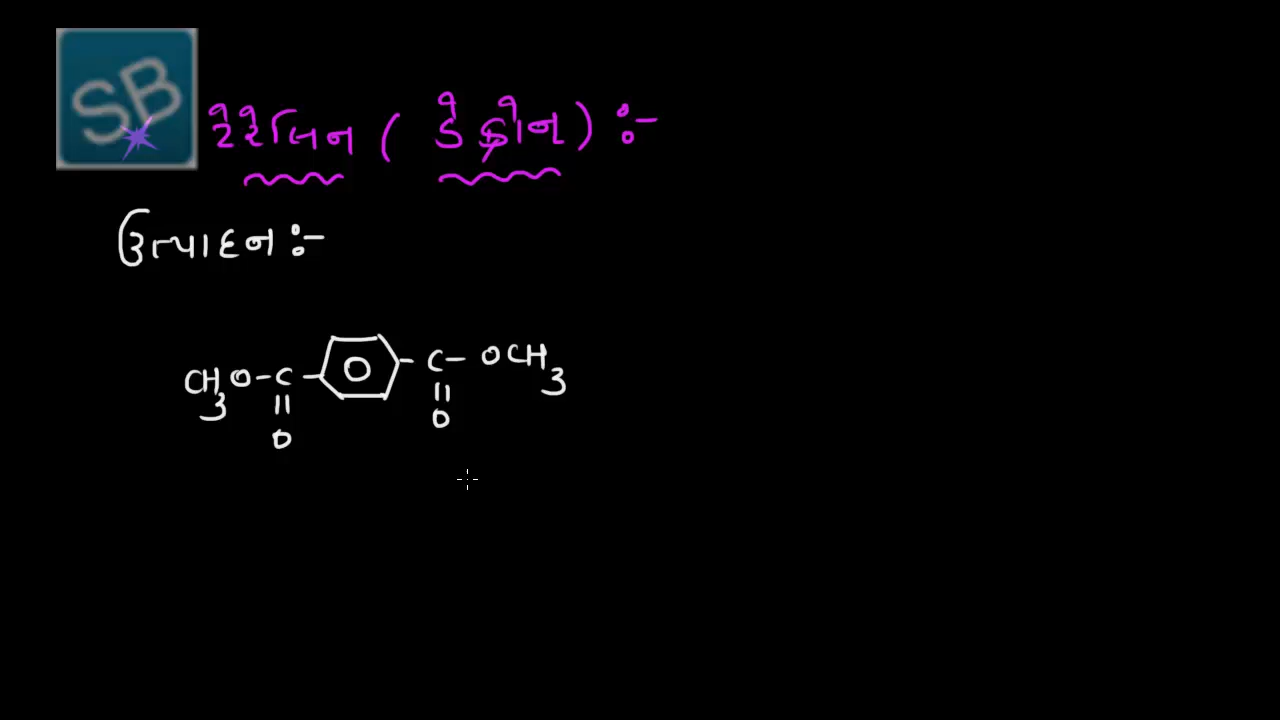 SB
ટેરેલિન ( ડેક્રોન ) :-
ઉત્પાદન :-
CH3O-C-O-C-OCH3
|| ||
O O